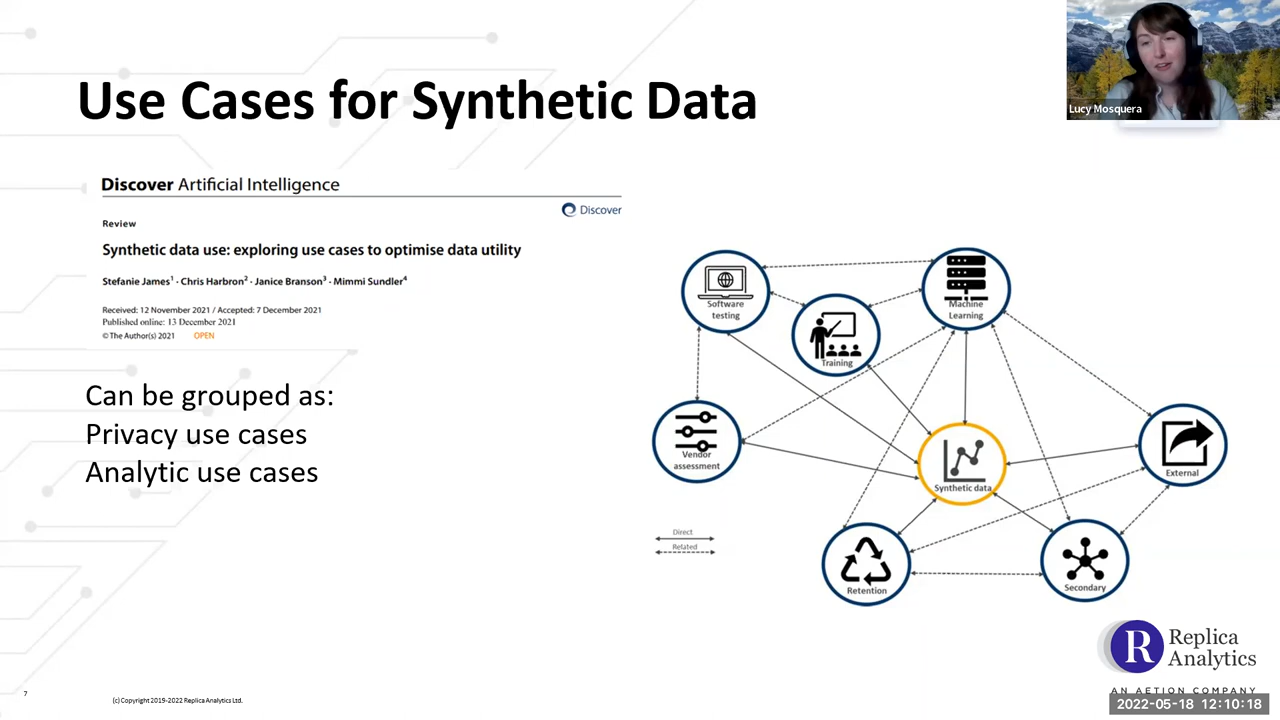 Use Cases for Synthetic Data
Lucy Mosquera
Discover Artificial Intelligence
Discover
Review
Synthetic data use: exploring use cases to optimise data utility
Stefanie James¹ · Chris Harbron² · Janice Branson³ · Mimmi Sundler⁴
Received: 12 November 2021 / Accepted: 7 December 2021
Published online: 13 December 2021
© The Author(s) 2021 OPEN
Can be grouped as:
Privacy use cases
Analytic use cases
Software
testing
Training
Machine
Learning
Vendor
assessment
Synthetic data
External
Retention
Secondary
Direct
Related
R
Replica
Analytics
AN AETION COMPANY
2022-05-18 12:10:18
7
(c) Copyright 2019-2022 Replica Analytics Ltd.